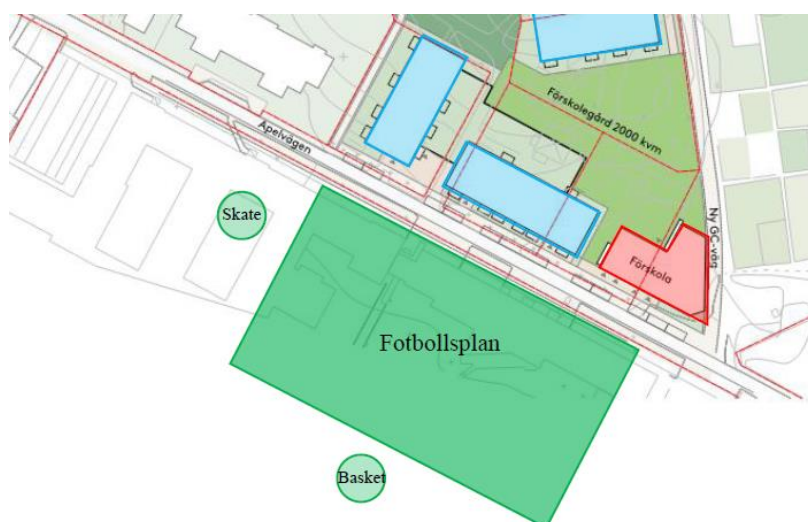 Förskolegård 2000 kvm
Apelvägen
Skate
Ny GC-väg
Förskola
Fotbollsplan
Basket